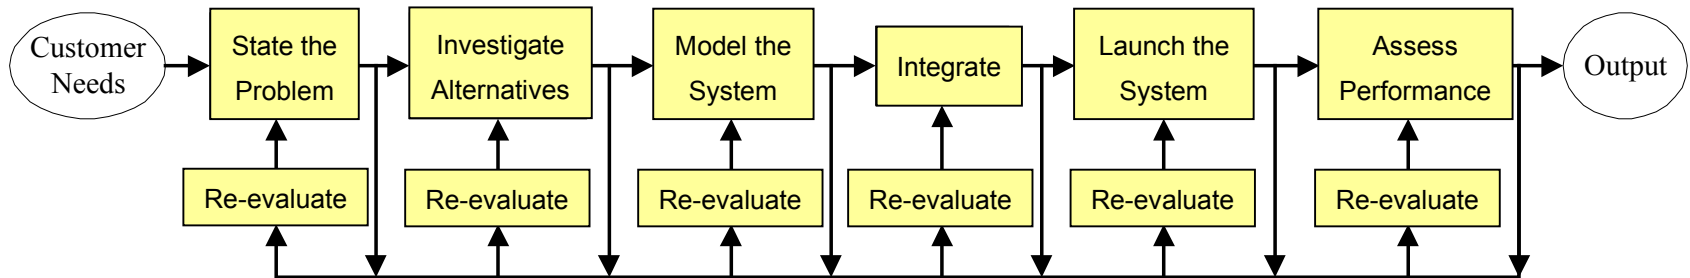 Customer
Needs
State the
Problem
Investigate
Alternatives
Model the
System
Integrate
Launch the
System
Assess
Performance
Output
Re-evaluate
Re-evaluate
Re-evaluate
Re-evaluate
Re-evaluate
Re-evaluate